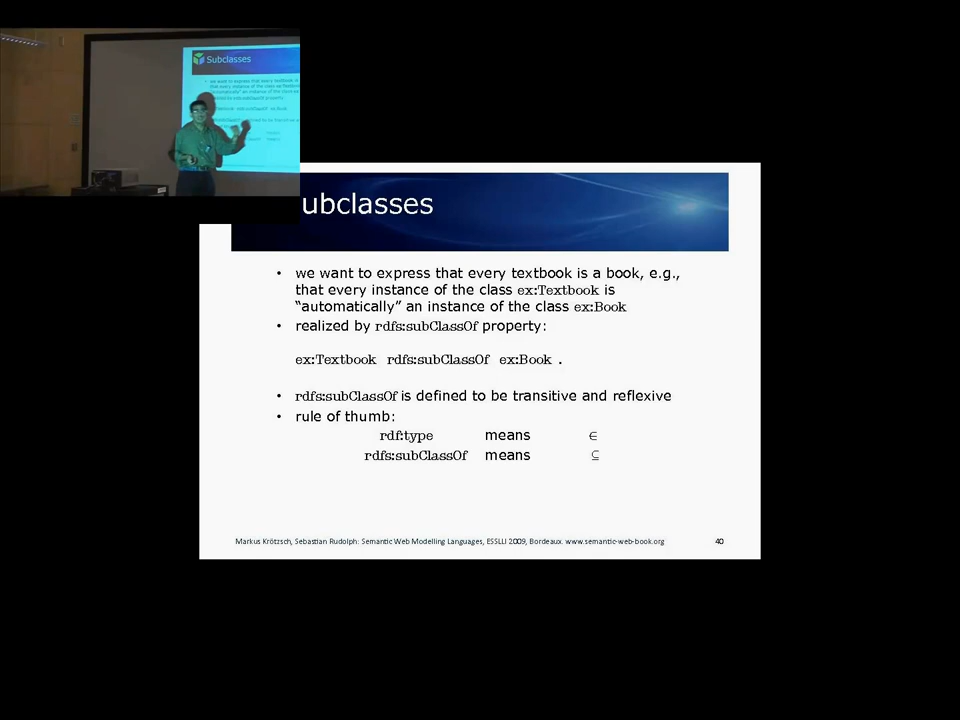 Subclasses
ubclasses
• we want to express that every textbook is a book, e.g.,
that every instance of the class ex:Textbook is
“automatically” an instance of the class ex:Book
• realized by rdfs:subClassOf property:
ex:Textbook rdfs:subClassOf ex:Book .
• rdfs:subClassOf is defined to be transitive and reflexive
• rule of thumb:
rdf:type means ∈
rdfs:subClassOf means ⊆
Markus Krötzsch, Sebastian Rudolph: Semantic Web Modelling Languages, ESSLLI 2009, Bordeaux. www.semantic-web-book.org 40